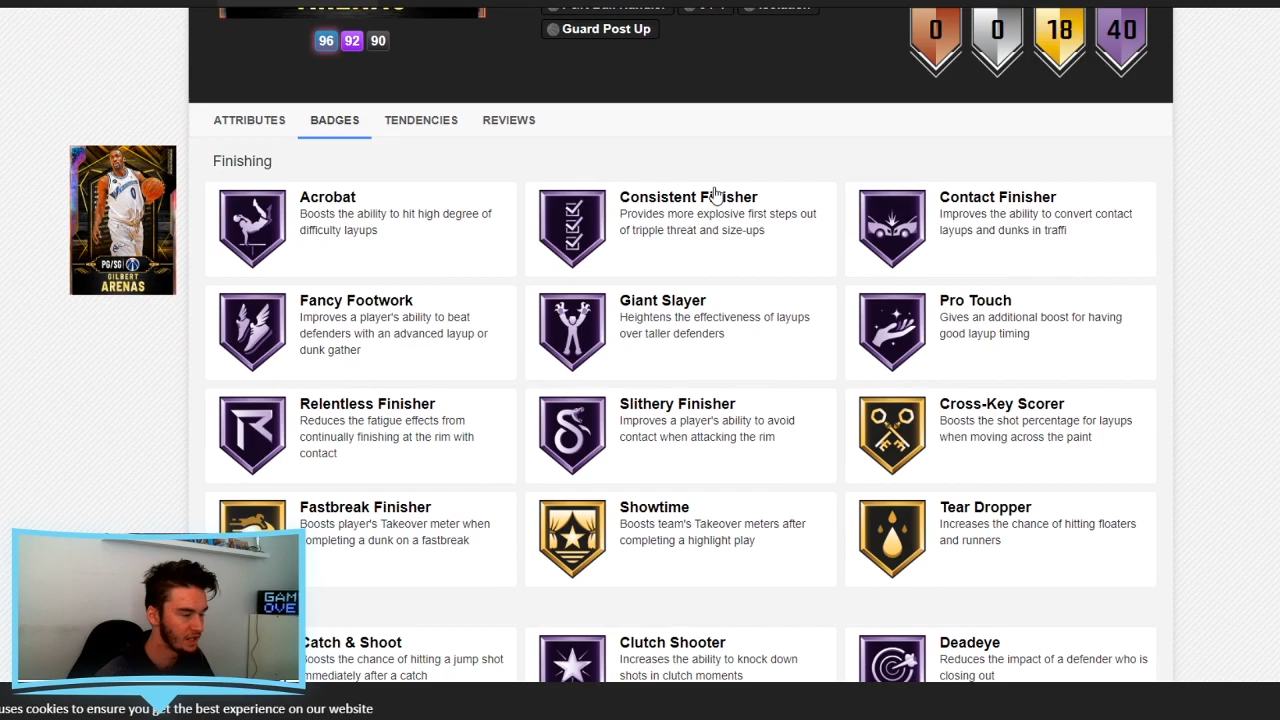 Isolation
Guard Post Up
96 92 90
0 0 18 40
ATTRIBUTES BADGES TENDENCIES REVIEWS
Finishing
0
PG/SG
GILBERT
ARENAS
Acrobat
Boosts the ability to hit high degree of
difficulty layups
Consistent Finisher
Provides more explosive first steps out
of tripple threat and size-ups
Contact Finisher
Improves the ability to convert contact
layups and dunks in traffi
Fancy Footwork
Improves a player's ability to beat
defenders with an advanced layup or
dunk gather
Giant Slayer
Heightens the effectiveness of layups
over taller defenders
Pro Touch
Gives an additional boost for having
good layup timing
Relentless Finisher
Reduces the fatigue effects from
continually finishing at the rim with
contact
Slithery Finisher
Improves a player's ability to avoid
contact when attacking the rim
Cross-Key Scorer
Boosts the shot percentage for layups
when moving across the paint
Fastbreak Finisher
Boosts player's Takeover meter when
completing a dunk on a fastbreak
Showtime
Boosts team's Takeover meters after
completing a highlight play
Tear Dropper
Increases the chance of hitting floaters
and runners
GAM
OVE
Catch & Shoot
Boosts the chance of hitting a jump shot
immediately after a catch
Clutch Shooter
Increases the ability to knock down
shots in clutch moments
Deadeye
Reduces the impact of a defender who is
closing out
uses cookies to ensure you get the best experience on our website